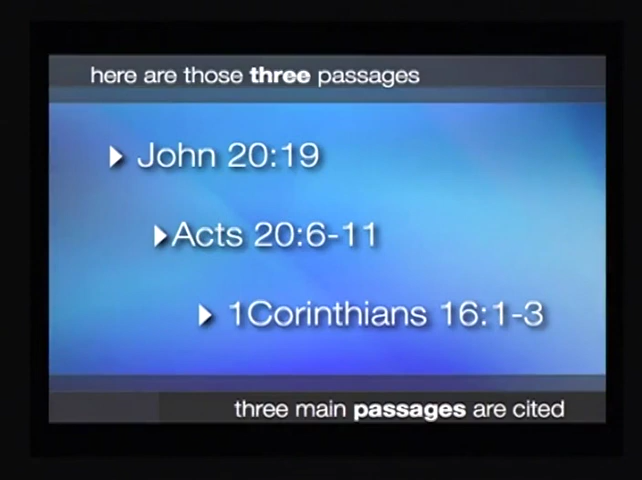 here are those three passages
John 20:19
Acts 20:6-11
1Corinthians 16:1-3
three main passages are cited